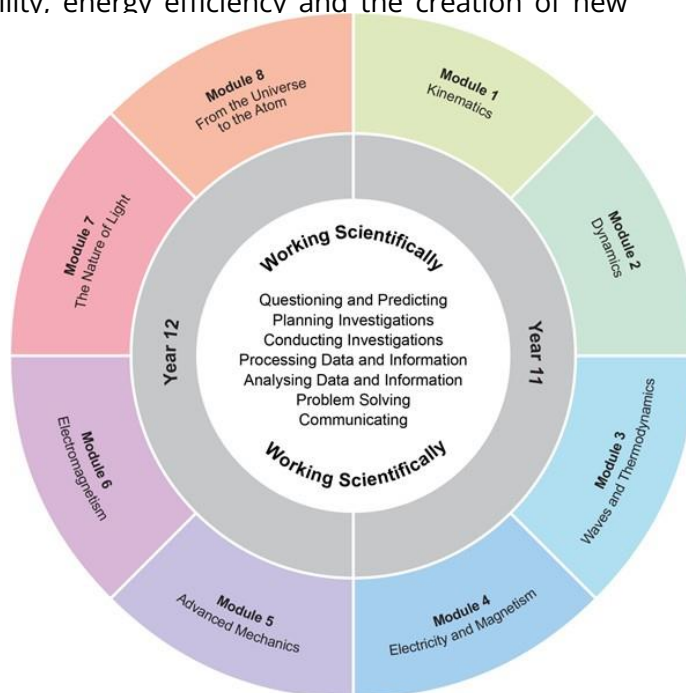 energy efficiency and the creation of new
Module 1
Kinematics
Module 2
Dynamics
Module 3
Waves and Thermodynamics
Module 4
Electricity and Magnetism
Module 5
Advanced Mechanics
Module 6
Electromagnetism
Module 7
The Nature of Light
Module 8
From the Universe
to the Atom
Year 12
Year 11
Working Scientifically
Questioning and Predicting
Planning Investigations
Conducting Investigations
Processing Data and Information
Analysing Data and Information
Problem Solving
Communicating
Working Scientifically